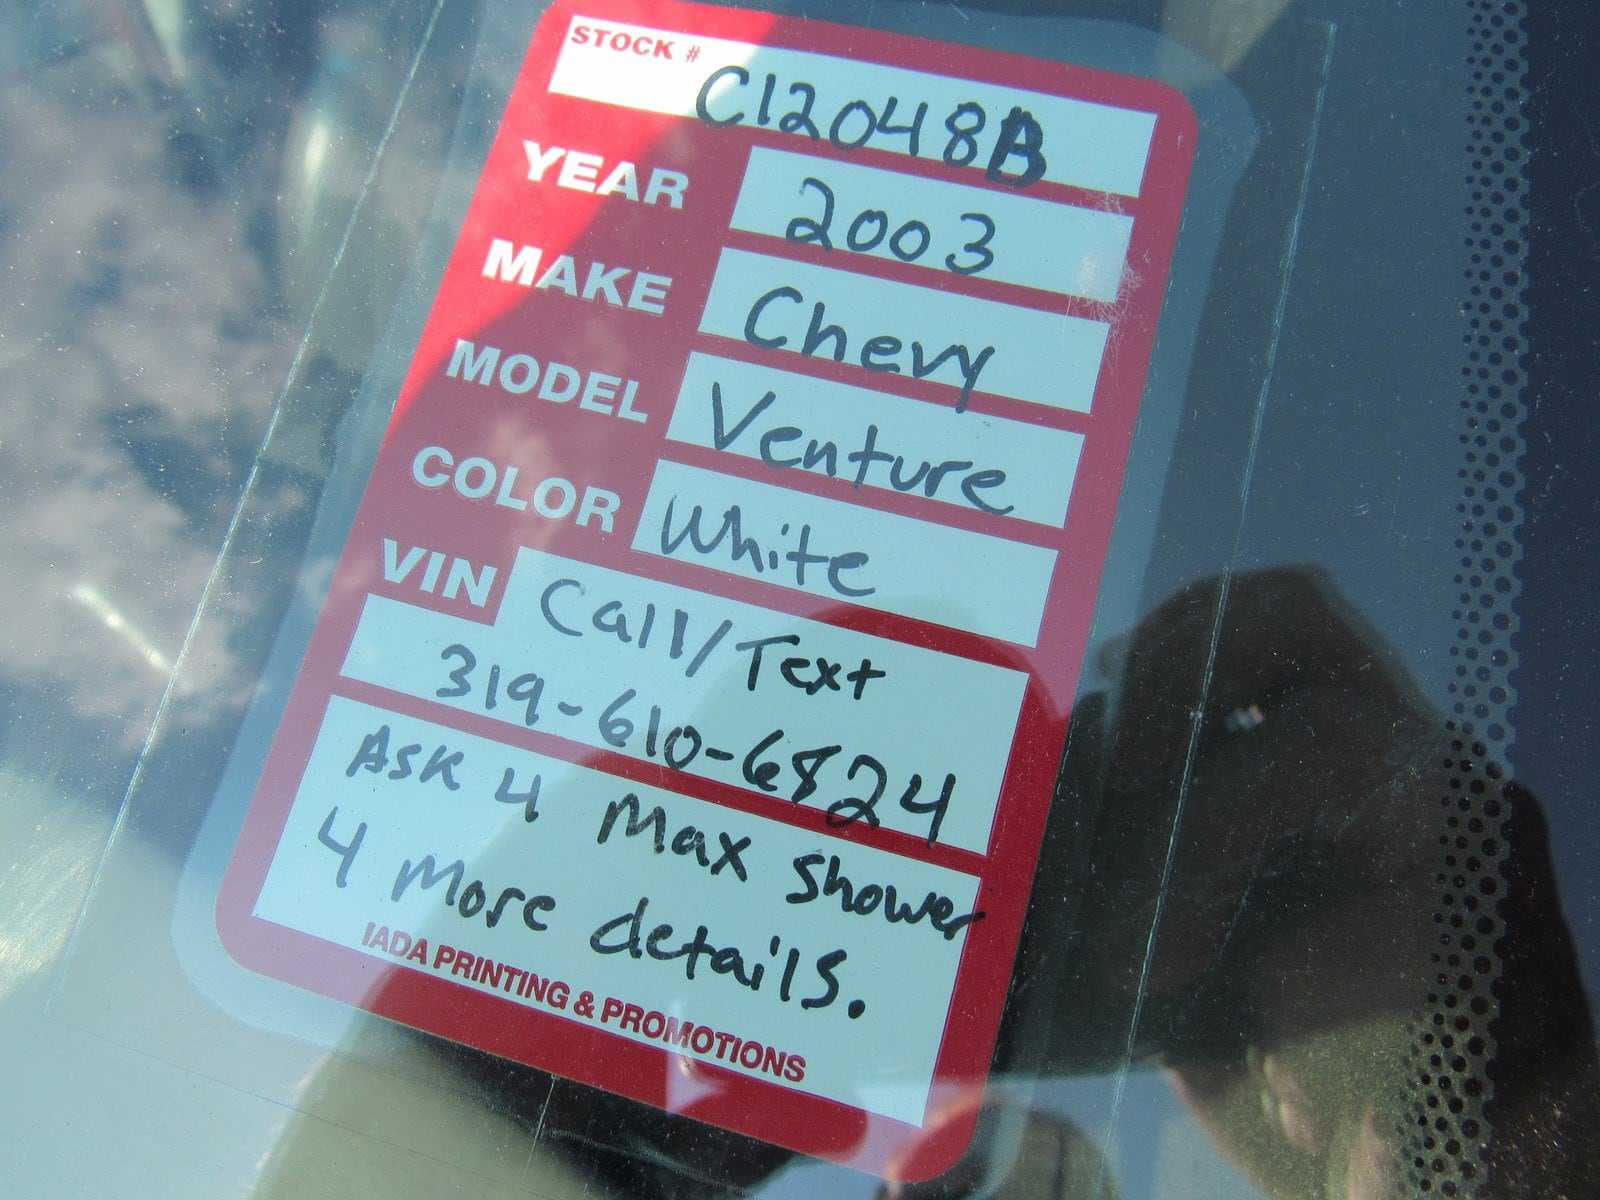 STOCK # C12048B
YEAR 2003
MAKE Chevy
MODEL Venture
COLOR White
VIN Call/Text
319-610-6824
Ask 4 Max Shower
4 More details.
IADA PRINTING & PROMOTIONS